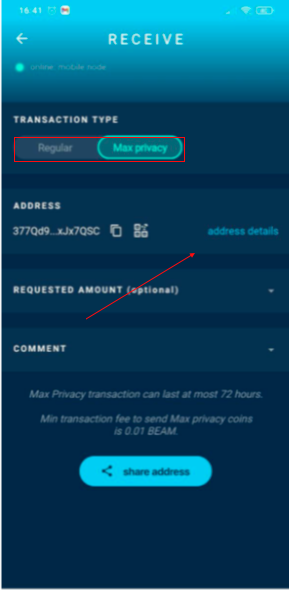 16:41
RECEIVE
online: mobile node
TRANSACTION TYPE
Regular Max privacy
ADDRESS
377Qd9...xJx7QSC address details
REQUESTED AMOUNT (optional)
COMMENT
Max Privacy transaction can last at most 72 hours.
Min transaction fee to send Max privacy coins
is 0.01 BEAM.
share address